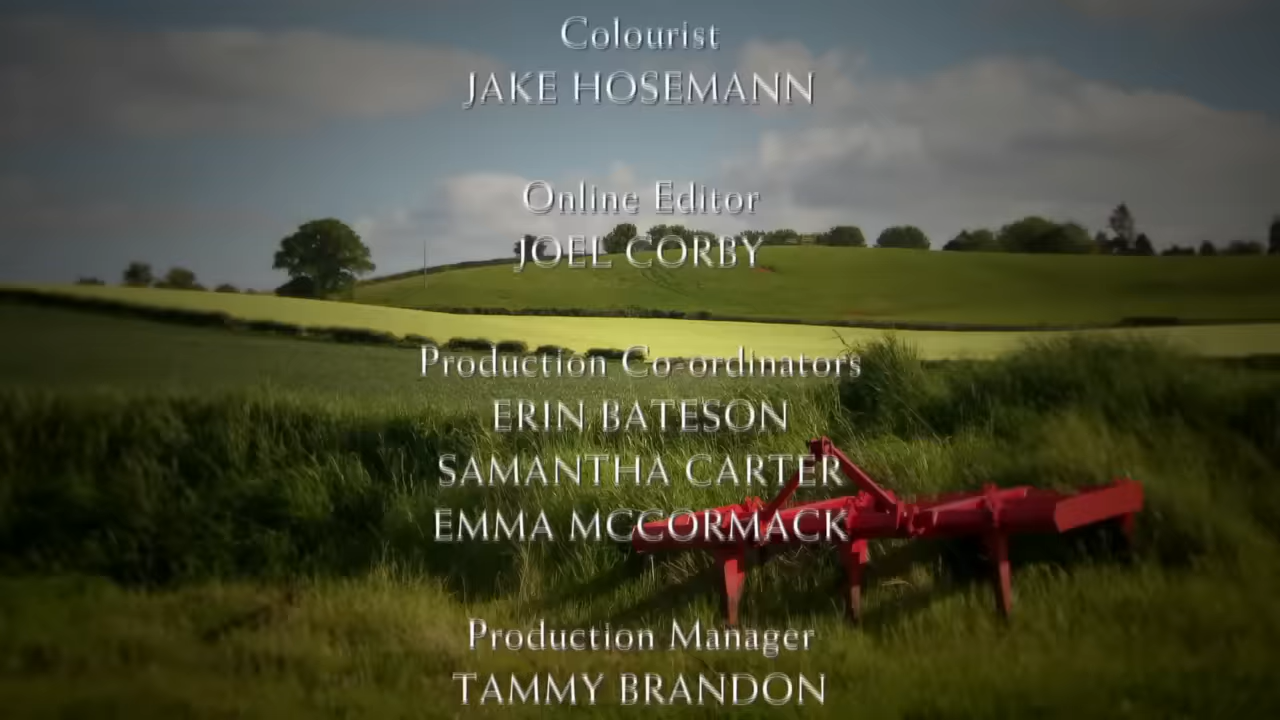 Colourist
JAKE HOSEMANN
Online Editor
JOEL CORBY
Production Co-ordinators
ERIN BATESON
SAMANTHA CARTER
EMMA MCCORMACK
Production Manager
TAMMY BRANDON